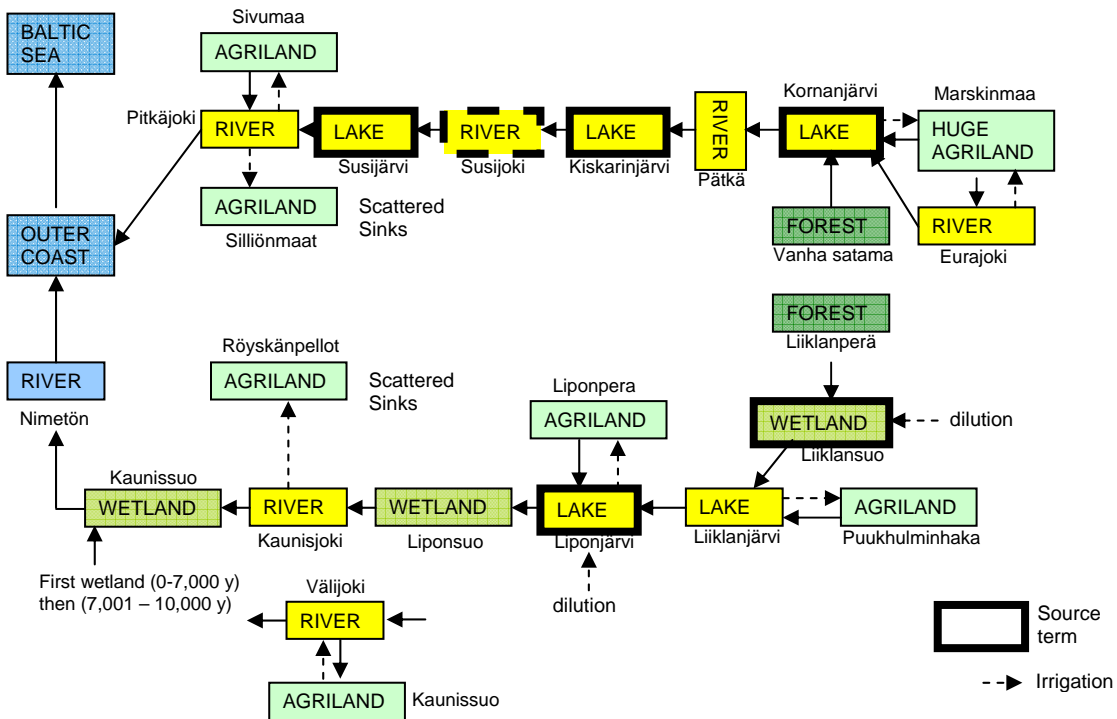 BALTIC
SEA
Sivumaa
AGRILAND
Pitkäjoki
RIVER
LAKE
Susijärvi
RIVER
Susijoki
LAKE
Kiskarinjärvi
RIVER
Pätkä
Kornanjärvi
LAKE
Marskinmaa
HUGE
AGRILAND
AGRILAND
Silliönmaat
Scattered
Sinks
FOREST
Vanha satama
RIVER
Eurajoki
OUTER
COAST
FOREST
Liiklanperä
RIVER
Nimetön
Röyskänpellot
AGRILAND
Scattered
Sinks
Liponpera
AGRILAND
WETLAND
Liiklansuo
dilution
Kaunissuo
WETLAND
RIVER
Kaunisjoki
WETLAND
Liponsuo
LAKE
Liponjärvi
LAKE
Liiklanjärvi
AGRILAND
Puukhulminhaka
First wetland (0-7,000 y)
then (7,001 – 10,000 y)
Välijoki
RIVER
AGRILAND
Kaunissuo
dilution
Source
term
Irrigation